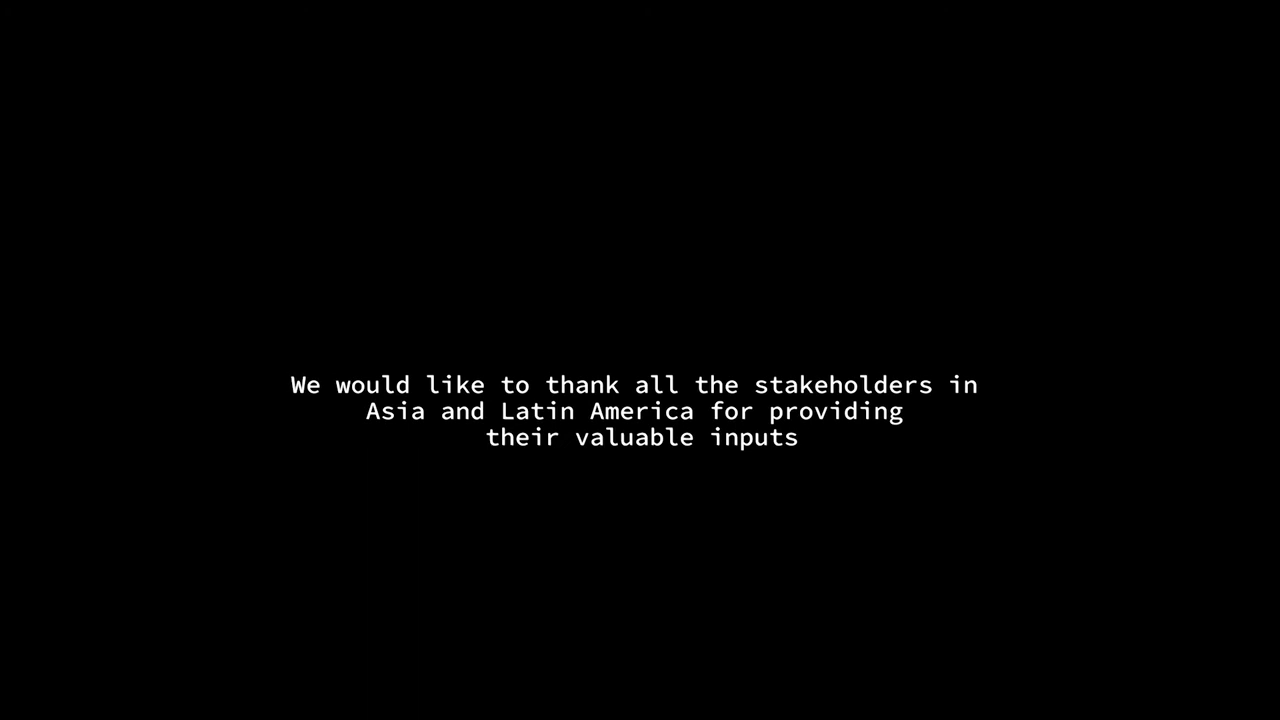 We would like to thank all the stakeholders in
Asia and Latin America for providing
their valuable inputs